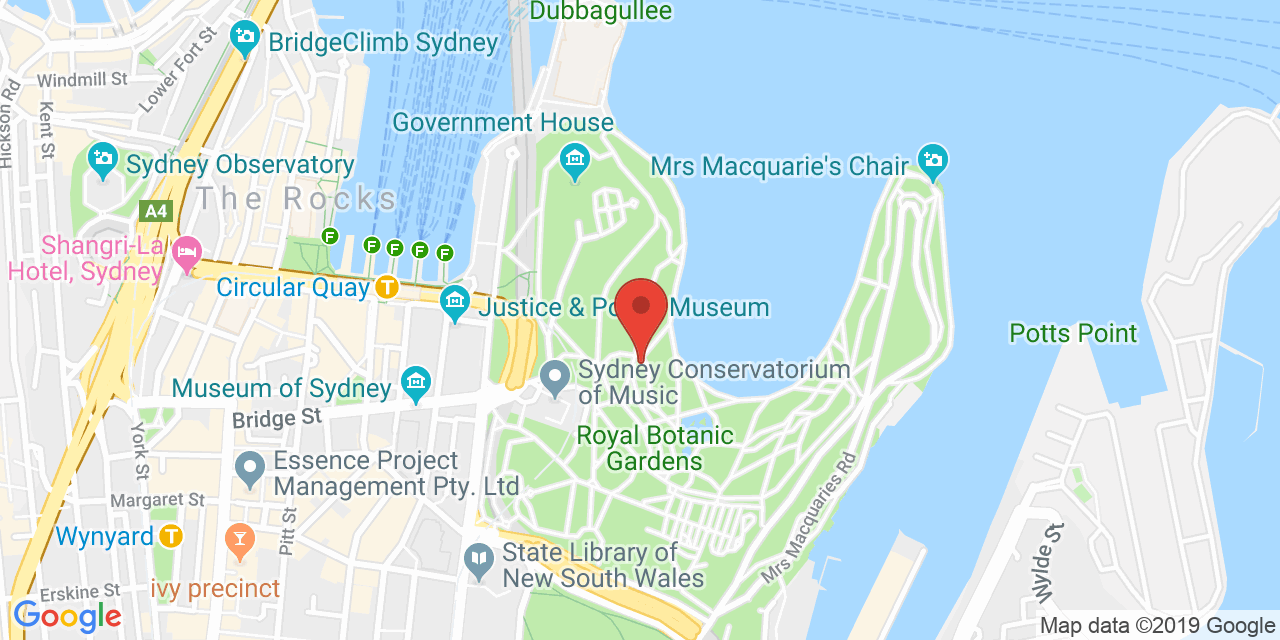 Dubbagullee
BridgeClimb Sydney
Lower Fort St
Windmill St
Hickson Rd
Kent St
Government House
Sydney Observatory
Mrs Macquarie's Chair
The Rocks
A4
F
F
F
F
F
Shangri-La
Hotel, Sydney
Circular Quay
T
Justice & Po
Museum
Potts Point
Sydney Conservatorium
of Music
Museum of Sydney
Bridge St
York St
Royal Botanic
Gardens
Essence Project
Management Pty. Ltd
Margaret St
Pitt St
Mrs Macquaries Rd
Wynyard
T
State Library of
New South Wales
Wylde St
ivy precinct
Erskine St
Google
Map data ©2019 Google